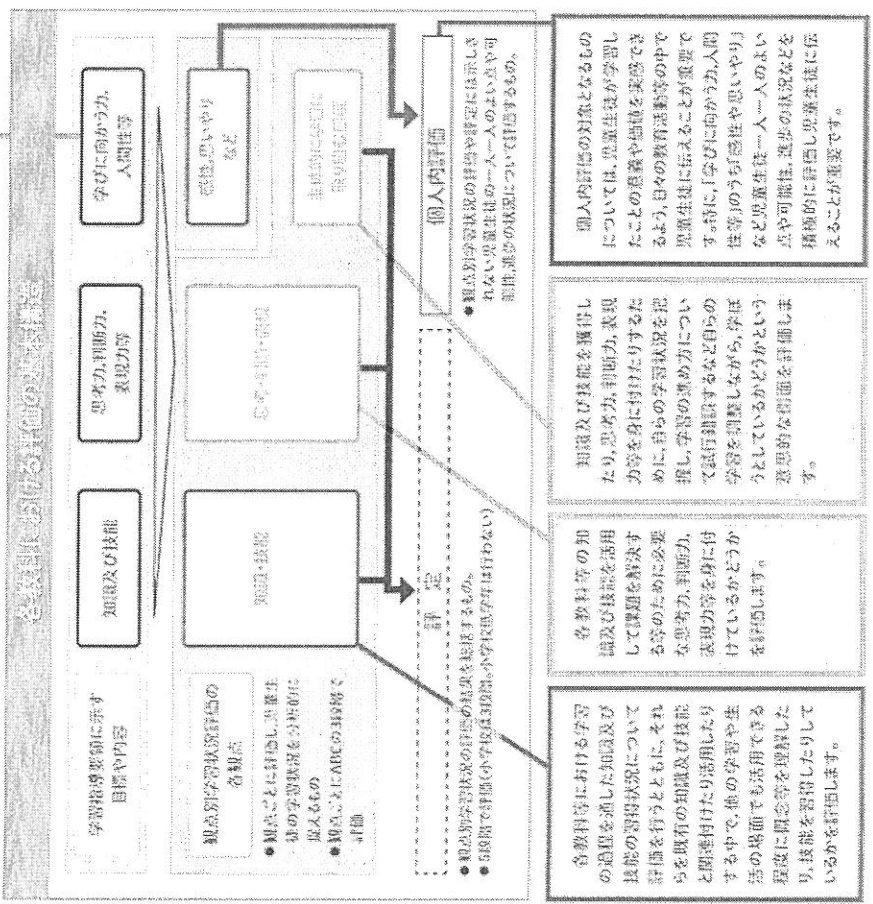 各教科における評価の基本構造
学習指導要領に示す
目標や内容
知識及び技能
思考力,判断力,
表現力等
学びに向かう力,
人間性等
観点別学習状況評価の
各観点
●観点ごとに評価し,児童生
徒の学習状況を分析的に
捉えるもの
●観点ごとにABCの3段階で
評価
知識・技能
思考・判断・表現
主体的に学習に
取り組む態度
感性,思いやり
など
評 定
●観点別学習状況の評価の結果を総括するもの。
●5段階で評価(小学校は3段階。小学校低学年は行わない)
個人内評価
●観点別学習状況の評価や評定には示しき
れない児童生徒の一人一人のよい点や可
能性,進歩の状況について評価するもの。
各教科等における学習
の過程を通した知識及び
技能の習得状況について
評価を行うとともに,それ
らを既有の知識及び技能
と関連付けたり活用したり
する中で,他の学習や生
活の場面でも活用できる
程度に概念等を理解した
り,技能を習得したりして
いるかを評価します。
各教科等の知
識及び技能を活用
して課題を解決す
る等のために必要
な思考力,判断力,
表現力等を身に付
けているかどうか
を評価します。
知識及び技能を獲得し
たり,思考力,判断力,表現
力等を身に付けたりするた
めに,自らの学習状況を把
握し,学習の進め方につい
て試行錯誤するなど自らの
学習を調整しながら,学ぼ
うとしているかどうかという
意思的な側面を評価しま
す。
個人内評価の対象となるもの
については,児童生徒が学習し
たことの意義や価値を実感でき
るよう,日々の教育活動等の中で
児童生徒に伝えることが重要で
す。特に,「学びに向かう力,人間
性等」のうち「感性や思いやり」
など児童生徒一人一人のよい
点や可能性,進歩の状況などを
積極的に評価し児童生徒に伝
えることが重要です。